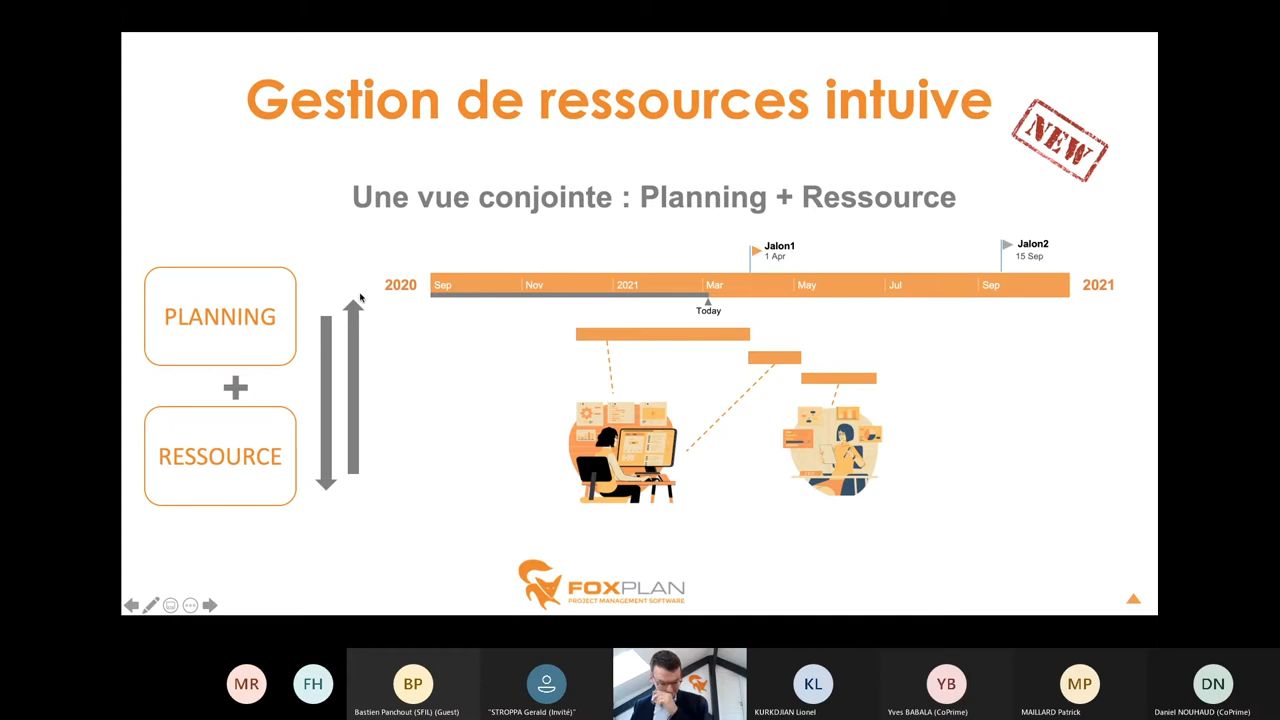 Gestion de ressources intuive
NEW
Une vue conjointe : Planning + Ressource
Jalon1
1 Apr
Jalon2
15 Sep
2020
Sep
Nov
2021
Mar
May
Jul
Sep
2021
Today
PLANNING
RESSOURCE
FOXPLAN
PROJECT MANAGEMENT SOFTWARE
MR
FH
BP
KL
YB
MP
DN
Bastien Panchout (SFIL) (Guest)
"STROPPA Gerald (Invité)"
KURKDJIAN Lionel
Yves BABALA (CoPrime)
MAILLARD Patrick
Daniel NOUHAUD (CoPrime)